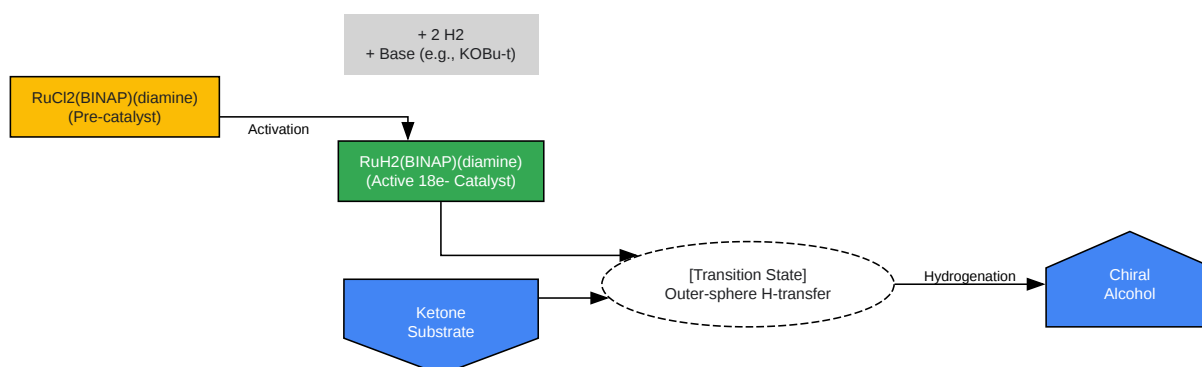 + 2 H2
+ Base (e.g., KOBu-t)
RuCl2(BINAP)(diamine)
(Pre-catalyst)
Activation
RuH2(BINAP)(diamine)
(Active 18e- Catalyst)
[Transition State]
Outer-sphere H-transfer
Hydrogenation
Chiral
Alcohol
Ketone
Substrate